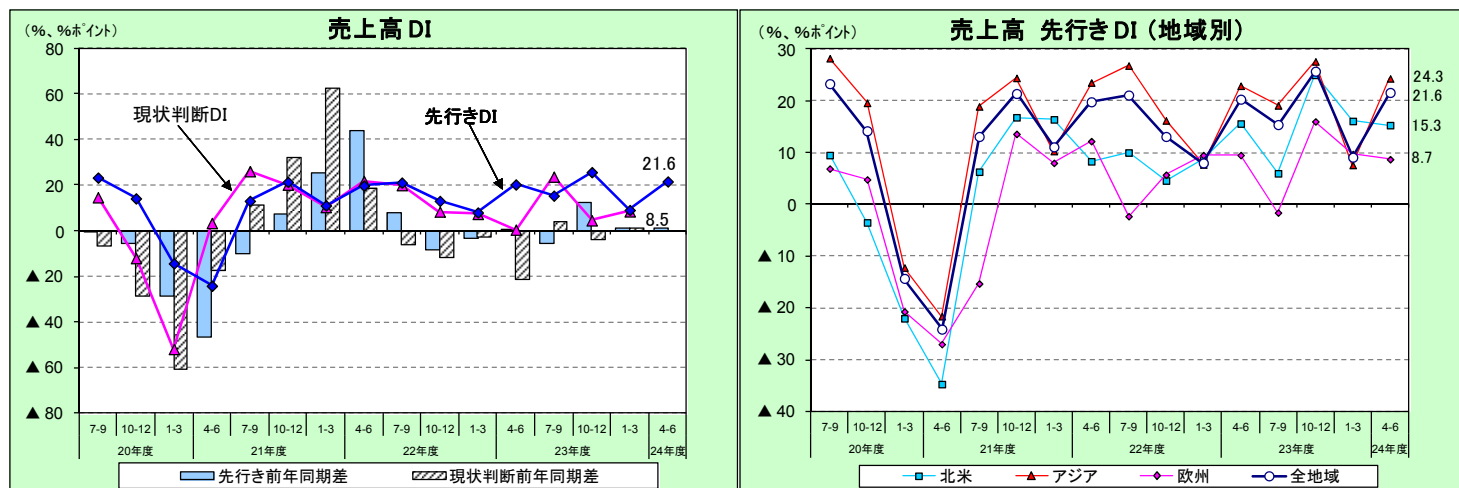 売上高DI
(%、%ﾎﾟｲﾝﾄ)
80
60
40
20
0
▲ 20
▲ 40
▲ 60
▲ 80
現状判断DI
先行きDI
21.6
8.5
7-9 10-12 1-3 4-6 7-9 10-12 1-3 4-6 7-9 10-12 1-3 4-6 7-9 10-12 1-3 4-6
20年度 21年度 22年度 23年度 24年度
先行き前年同期差 現状判断前年同期差
売上高 先行きDI (地域別)
(%、%ﾎﾟｲﾝﾄ)
30
20
10
0
▲ 10
▲ 20
▲ 30
▲ 40
24.3
21.6
15.3
8.7
7-9 10-12 1-3 4-6 7-9 10-12 1-3 4-6 7-9 10-12 1-3 4-6 7-9 10-12 1-3 4-6
20年度 21年度 22年度 23年度 24年度
北米 アジア 欧州 全地域